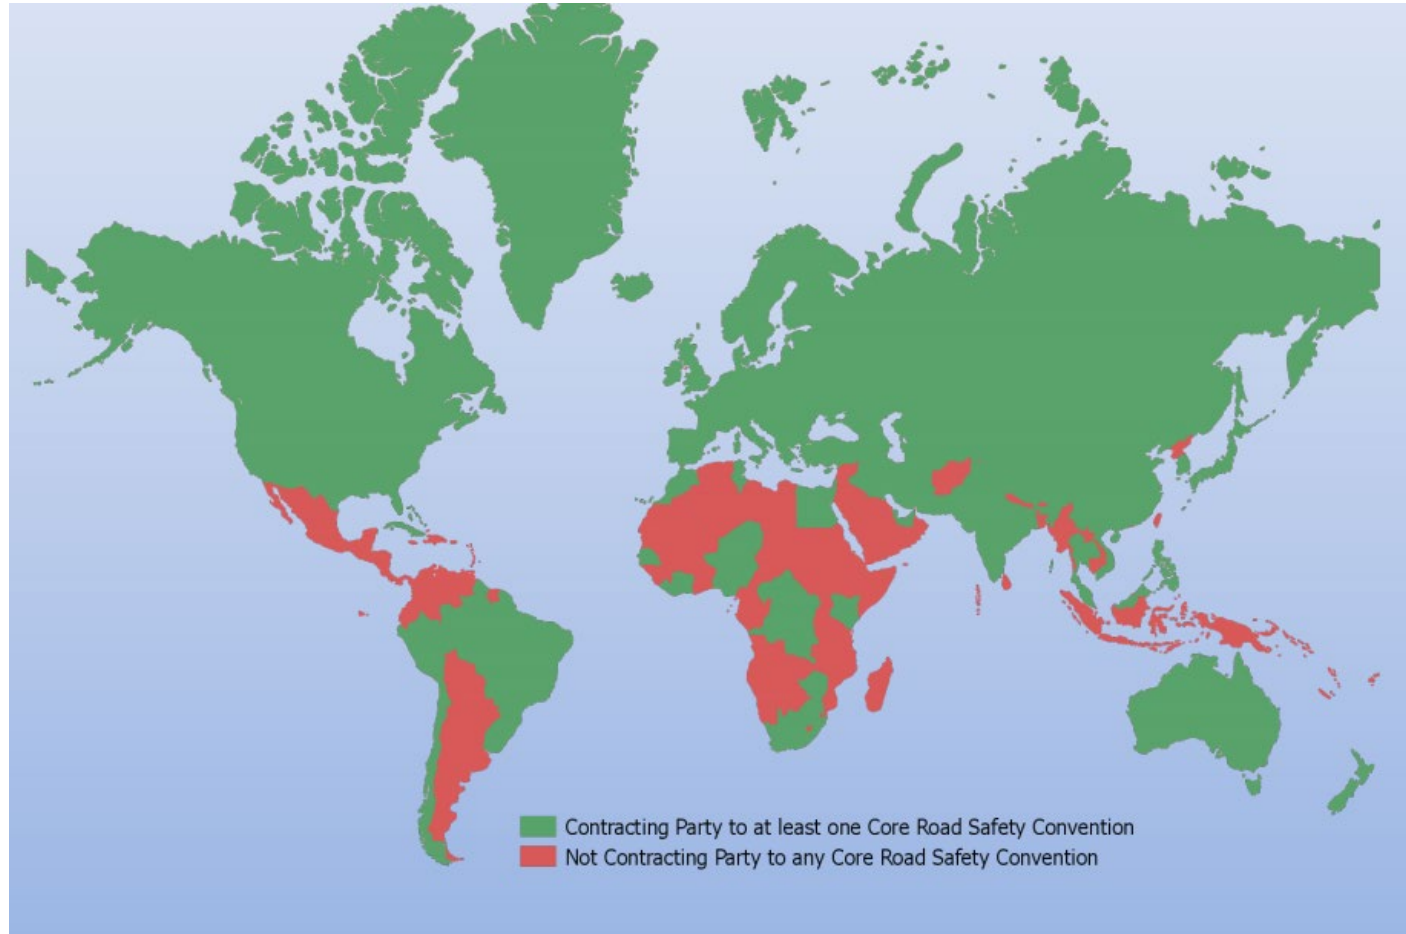 Contracting Party to at least one Core Road Safety Convention
Not Contracting Party to any Core Road Safety Convention